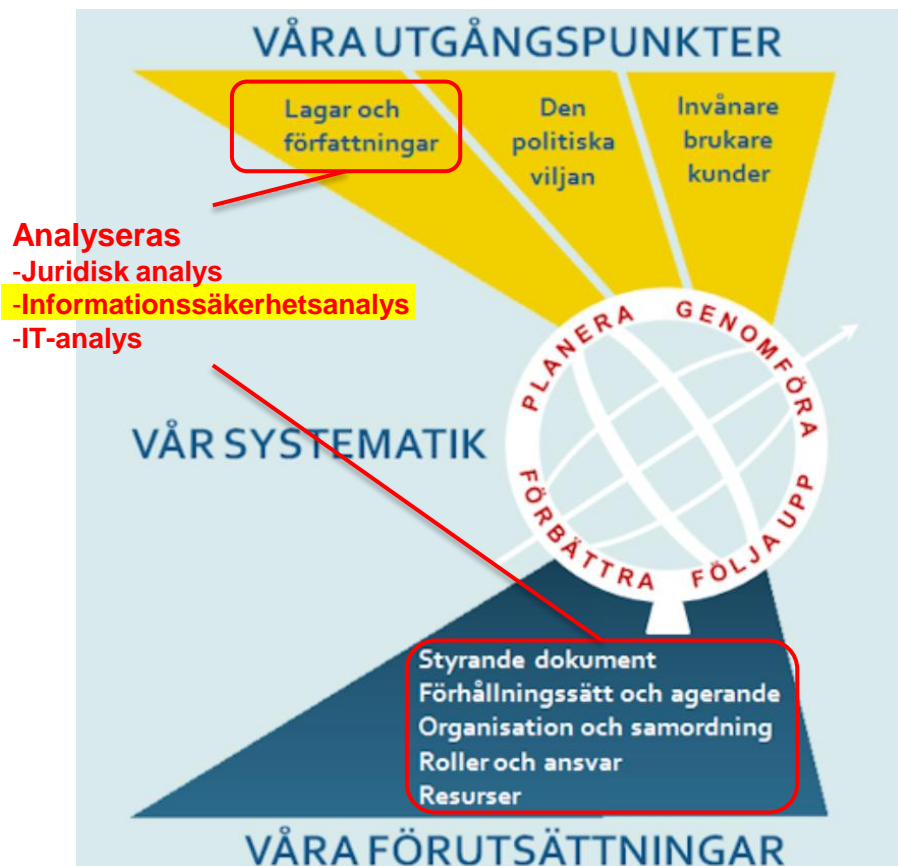 VÅRA UTGÅNGSPUNKTER
Lagar och
författningar
Den
politiska
viljan
Invånare
brukare
kunder
Analyseras
-Juridisk analys
-Informationssäkerhetsanalys
-IT-analys
PLANERA GENOMFÖRA
VÅR SYSTEMATIK
FÖRBÄTTRA FÖLJA UPP
Styrande dokument
Förhållningssätt och agerande
Organisation och samordning
Roller och ansvar
Resurser
VÅRA FÖRUTSÄTTNINGAR